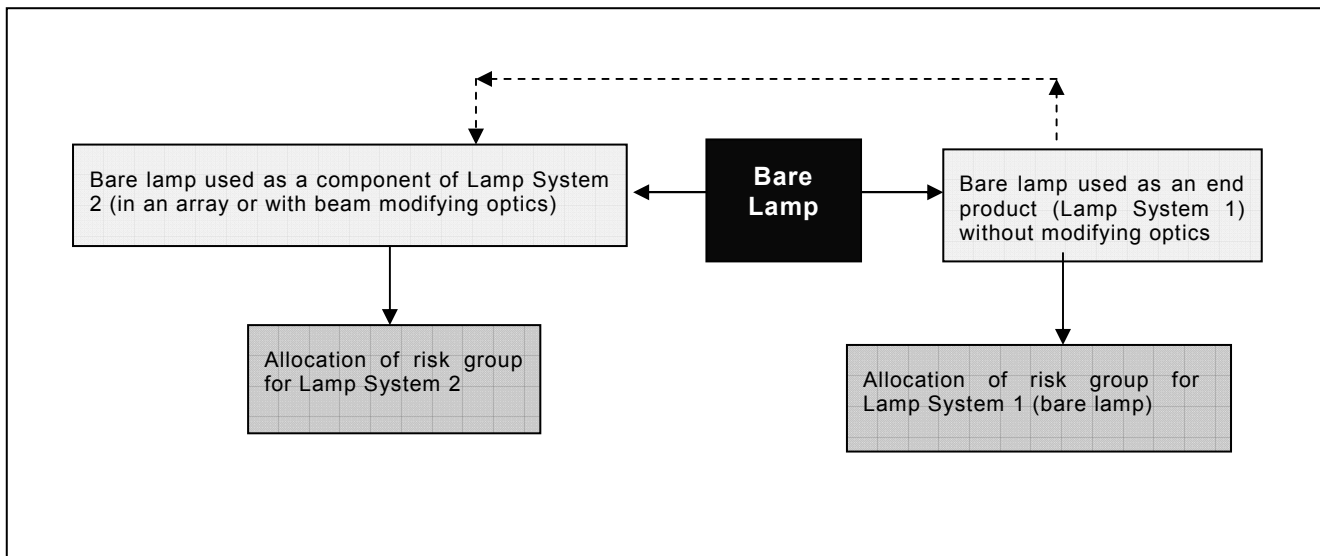 Bare lamp used as a component of Lamp System
2 (in an array or with beam modifying optics)
Bare
Lamp
Bare lamp used as an end
product (Lamp System 1)
without modifying optics
Allocation of risk group
for Lamp System 2
Allocation of risk group for
Lamp System 1 (bare lamp)